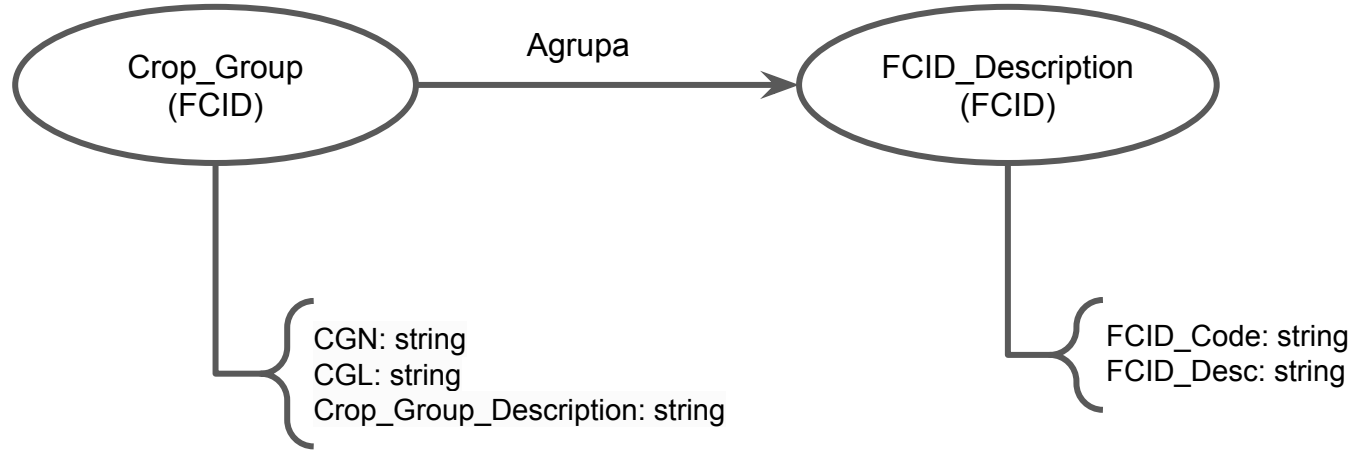 Crop_Group
(FCID)
Agrupa
FCID_Description
(FCID)
CGN: string
CGL: string
Crop_Group_Description: string
FCID_Code: string
FCID_Desc: string